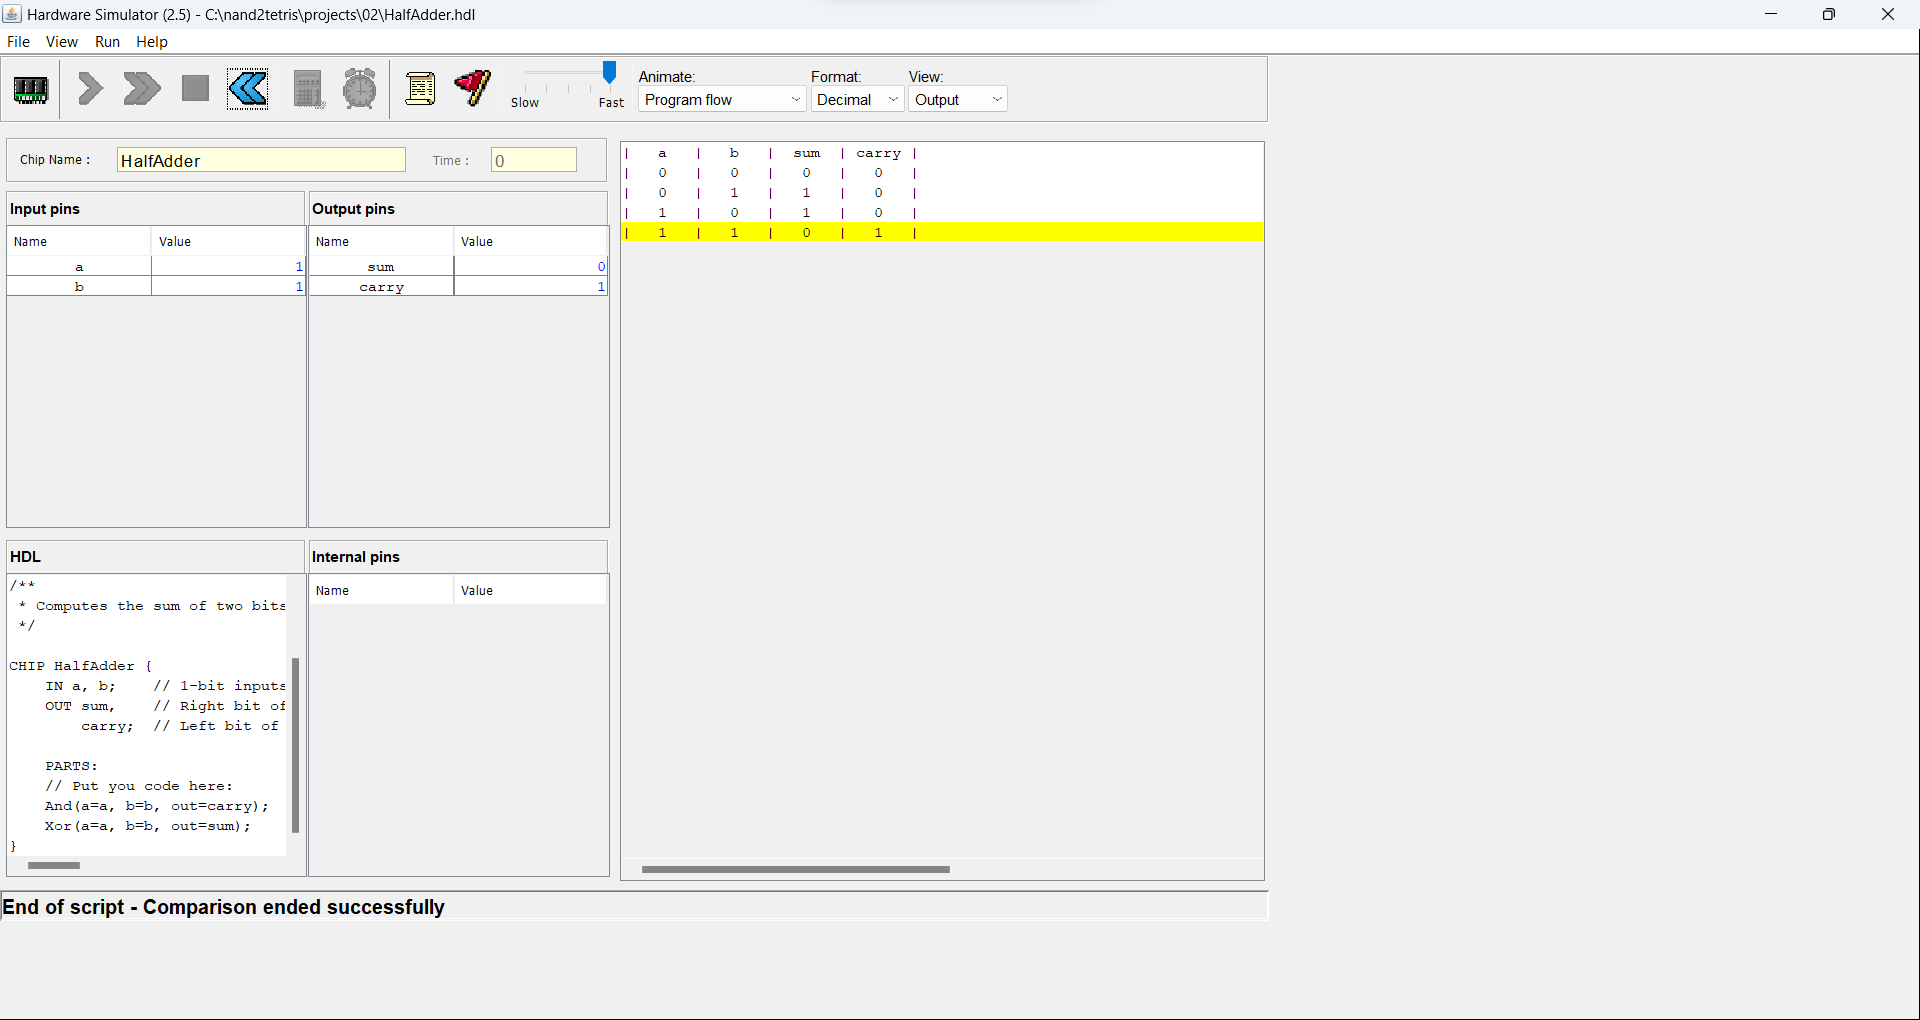 Hardware Simulator (2.5) - C:\nand2tetris\projects\02\HalfAdder.hdl
File View Run Help
Slow Fast
Animate: Format: View:
Program flow Decimal Output
Chip Name : HalfAdder Time : 0
Input pins
Name Value
a 1
b 1
Output pins
Name Value
sum 0
carry 1
| a | b | sum | carry |
| 0 | 0 | 0 | 0 |
| 0 | 1 | 1 | 0 |
| 1 | 0 | 1 | 0 |
| 1 | 1 | 0 | 1 |
HDL
/**
* Computes the sum of two bits
*/
CHIP HalfAdder {
IN a, b; // 1-bit inputs
OUT sum, // Right bit of
carry; // Left bit of
PARTS:
// Put you code here:
And(a=a, b=b, out=carry);
Xor(a=a, b=b, out=sum);
}
Internal pins
Name Value
End of script - Comparison ended successfully